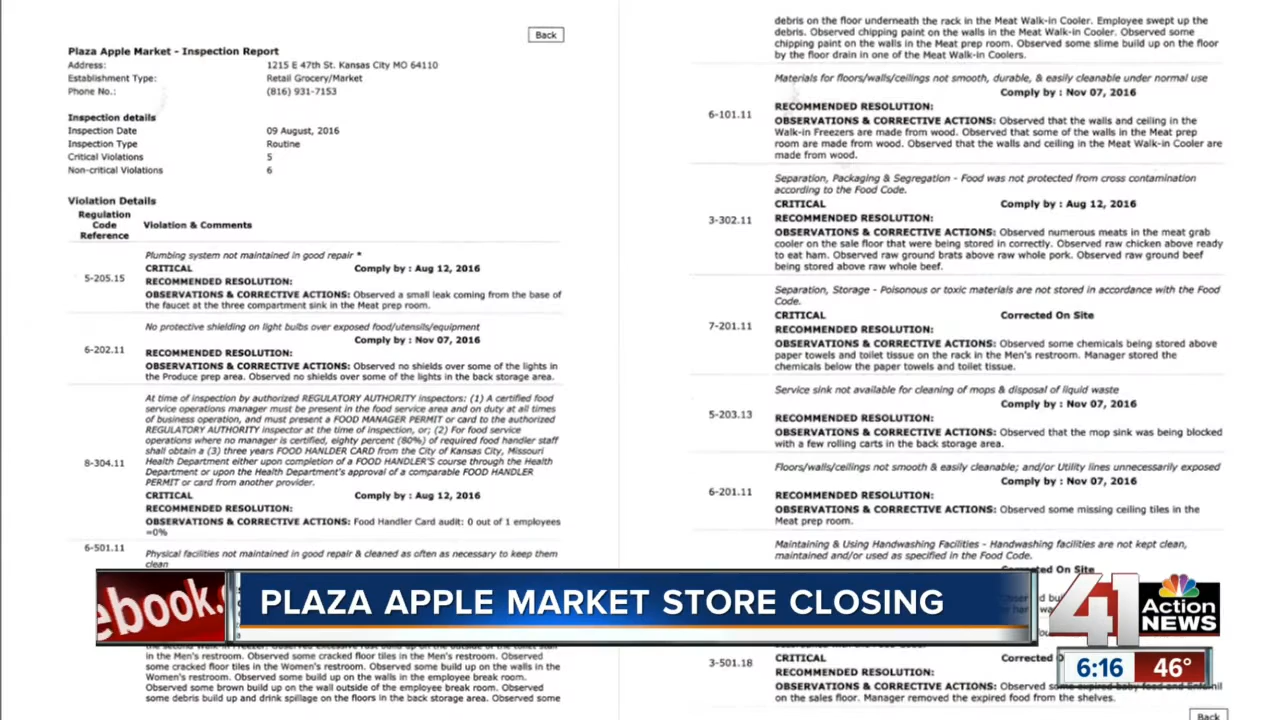 Back
Plaza Apple Market - Inspection Report
Address: 1215 E 47th St. Kansas City MO 64110
Establishment Type: Retail Grocery/Market
Phone No.: (816) 931-7153
Inspection details
Inspection Date 09 August, 2016
Inspection Type Routine
Critical Violations 5
Non-critical Violations 6
Violation Details
Regulation
Code
Reference
Violation & Comments
Plumbing system not maintained in good repair *
CRITICAL Comply by : Aug 12, 2016
5-205.15
RECOMMENDED RESOLUTION:
OBSERVATIONS & CORRECTIVE ACTIONS: Observed a small leak coming from the base of
the faucet at the three compartment sink in the Meat prep room.
No protective shielding on light bulbs over exposed food/utensils/equipment
Comply by : Nov 07, 2016
6-202.11
RECOMMENDED RESOLUTION:
OBSERVATIONS & CORRECTIVE ACTIONS: Observed no shields over some of the lights in
the Produce prep area. Observed no shields over some of the lights in the back storage area.
At time of inspection by authorized REGULATORY AUTHORITY inspectors: (1) A certified food
service operations manager must be present in the food service area and on duty at all times
of business operation, and must present a FOOD MANAGER PERMIT or card to the authorized
REGULATORY AUTHORITY inspector at the time of inspection, or; (2) For food service
operations where no manager is certified, eighty percent (80%) of required food handler staff
shall obtain a (3) three years FOOD HANLDER CARD from the City of Kansas City, Missouri
8-304.11
Health Department either upon completion of a FOOD HANDLER'S course through the Health
Department or upon the Health Department's approval of a comparable FOOD HANDLER
PERMIT or card from another provider.
CRITICAL Comply by : Aug 12, 2016
RECOMMENDED RESOLUTION:
OBSERVATIONS & CORRECTIVE ACTIONS: Food Handler Card audit: 0 out of 1 employees
=0%
6-501.11
Physical facilities not maintained in good repair & cleaned as often as necessary to keep them
clean
in the Men's restroom. Observed some cracked floor tiles in the Men's restroom. Observed
some cracked floor tiles in the Women's restroom. Observed some build up on the walls in the
Women's restroom. Observed some build up on the walls in the employee break room.
Observed some brown build up on the wall outside of the employee break room. Observed
some debris build up and drink spillage on the floors in the back storage area. Observed some
debris on the floor underneath the rack in the Meat Walk-in Cooler. Employee swept up the
debris. Observed chipping paint on the walls in the Meat Walk-in Cooler. Observed some
chipping paint on the walls in the Meat prep room. Observed some slime build up on the floor
by the floor drain in one of the Meat Walk-in Coolers.
Materials for floors/walls/ceilings not smooth, durable, & easily cleanable under normal use
Comply by : Nov 07, 2016
RECOMMENDED RESOLUTION:
6-101.11
OBSERVATIONS & CORRECTIVE ACTIONS: Observed that the walls and ceiling in the
Walk-in Freezers are made from wood. Observed that some of the walls in the Meat prep
room are made from wood. Observed that the walls and ceiling in the Meat Walk-in Cooler are
made from wood.
Separation, Packaging & Segregation - Food was not protected from cross contamination
according to the Food Code.
CRITICAL Comply by : Aug 12, 2016
3-302.11
RECOMMENDED RESOLUTION:
OBSERVATIONS & CORRECTIVE ACTIONS: Observed numerous meats in the meat grab
cooler on the sale floor that were being stored in correctly. Observed raw chicken above ready
to eat ham. Observed raw ground brats above raw whole pork. Observed raw ground beef
being stored above raw whole beef.
Separation, Storage - Poisonous or toxic materials are not stored in accordance with the Food
Code.
CRITICAL Corrected On Site
7-201.11
RECOMMENDED RESOLUTION:
OBSERVATIONS & CORRECTIVE ACTIONS: Observed some chemicals being stored above
paper towels and toilet tissue on the rack in the Men's restroom. Manager stored the
chemicals below the paper towels and toilet tissue.
Service sink not available for cleaning of mops & disposal of liquid waste
Comply by : Nov 07, 2016
5-203.13
RECOMMENDED RESOLUTION:
OBSERVATIONS & CORRECTIVE ACTIONS: Observed that the mop sink was being blocked
with a few rolling carts in the back storage area.
Floors/walls/ceilings not smooth & easily cleanable; and/or Utility lines unnecessarily exposed
Comply by : Nov 07, 2016
6-201.11
RECOMMENDED RESOLUTION:
OBSERVATIONS & CORRECTIVE ACTIONS: Observed some missing ceiling tiles in the
Meat prep room.
Maintaining & Using Handwashing Facilities - Handwashing facilities are not kept clean,
maintained and/or used as specified in the Food Code.
On Site
3-501.18
CRITICAL Corrected
RECOMMENDED RESOLUTION:
OBSERVATIONS & CORRECTIVE ACTIONS: Observed some expired baby food and
on the sales floor. Manager removed the expired food from the shelves.
Back
ebook.
PLAZA APPLE MARKET STORE CLOSING
41
Action
NEWS
6:16 46°